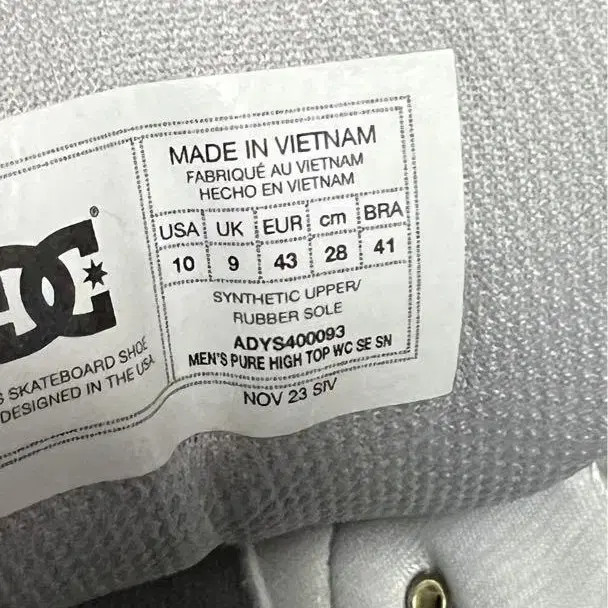 DC®
S SKATEBOARD SHOE
DESIGNED IN THE USA
MADE IN VIETNAM
FABRIQUÉ AU VIETNAM
HECHO EN VIETNAM
USA UK EUR cm BRA
10 9 43 28 41
SYNTHETIC UPPER/
RUBBER SOLE
ADYS400093
MEN'S PURE HIGH TOP WC SE SN
NOV 23 SIV